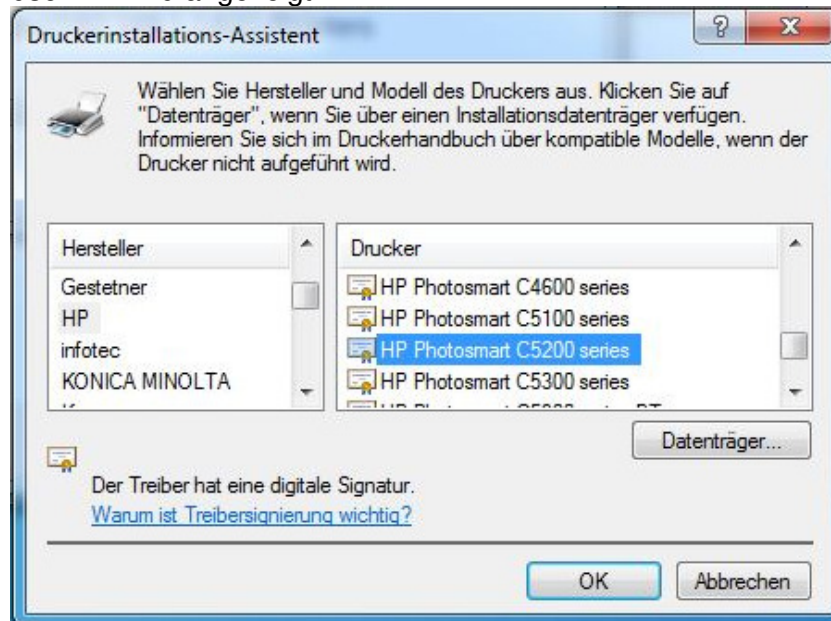 Druckerinstallations-Assistent
Wählen Sie Hersteller und Modell des Druckers aus. Klicken Sie auf
"Datenträger", wenn Sie über einen Installationsdatenträger verfügen.
Informieren Sie sich im Druckerhandbuch über kompatible Modelle, wenn der
Drucker nicht aufgeführt wird.
Hersteller
Gestetner
HP
infotec
KONICA MINOLTA
Drucker
HP Photosmart C4600 series
HP Photosmart C5100 series
HP Photosmart C5200 series
HP Photosmart C5300 series
Datenträger...
Der Treiber hat eine digitale Signatur.
Warum ist Treibersignierung wichtig?
OK
Abbrechen